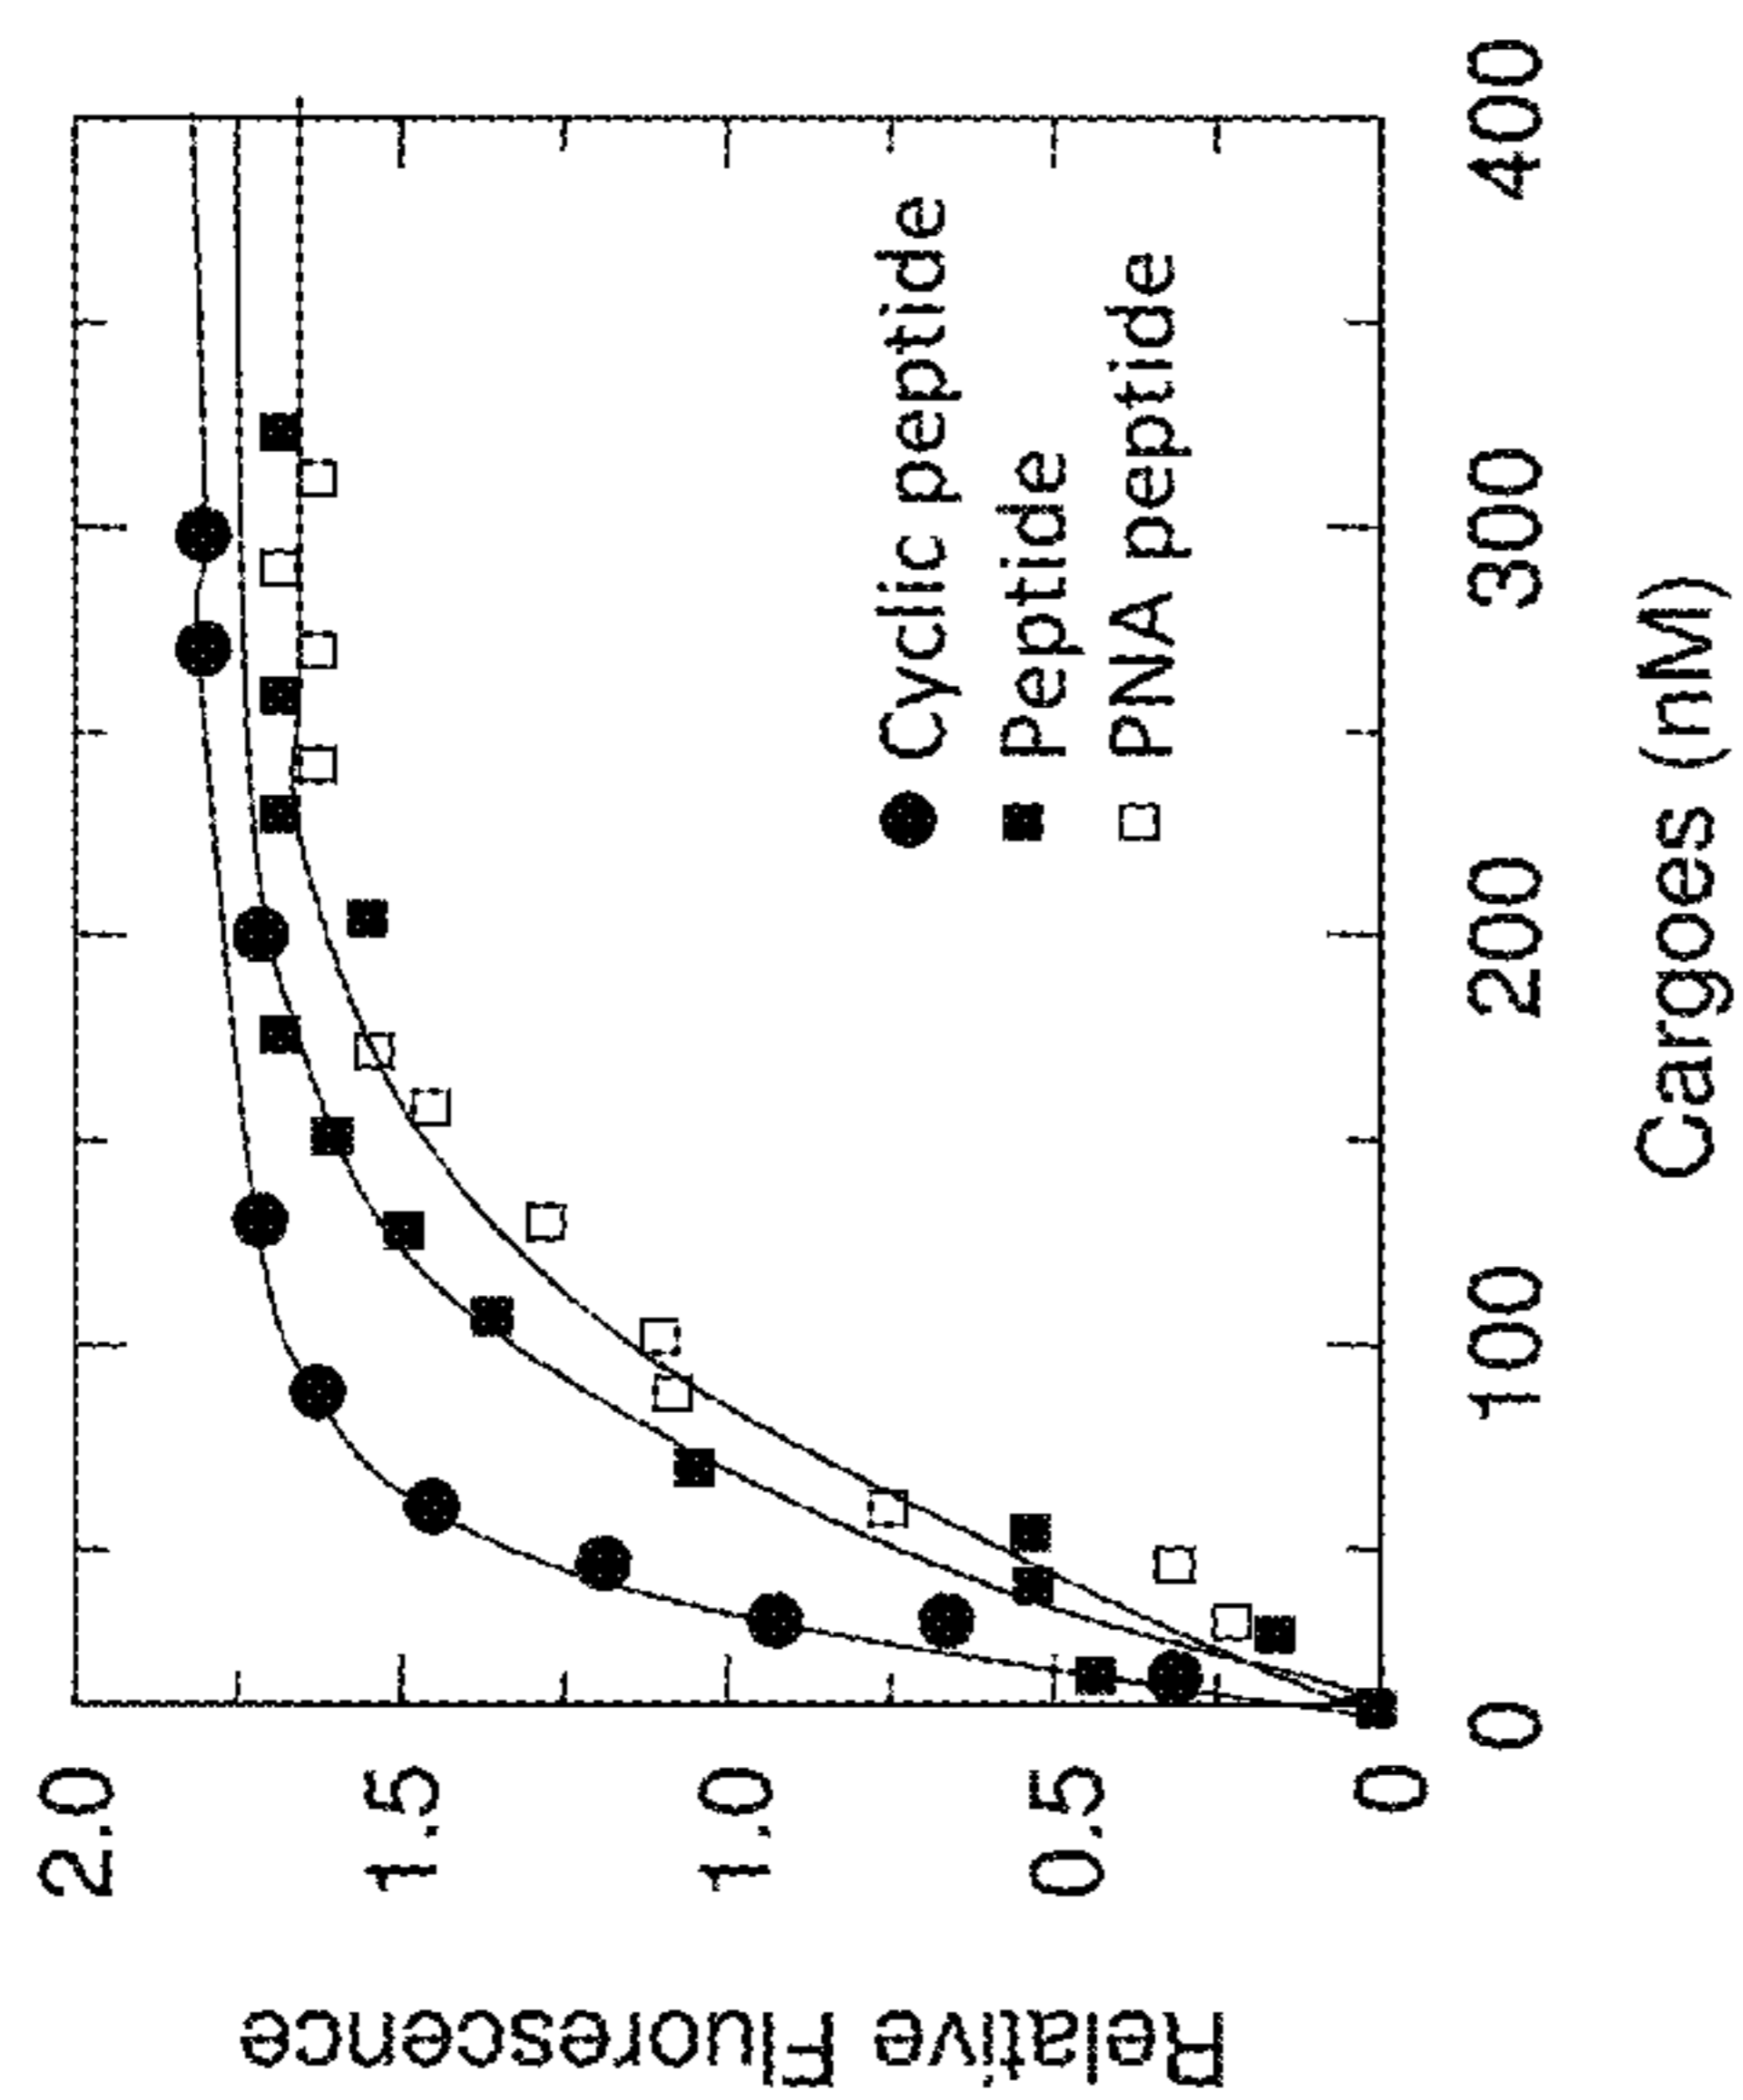 Relative Fluorescence
2.0
1.5
1.0
0.5
0
0
100
200
300
400
Cargoes (nM)
Cyclic peptide
Peptide
PNA peptide